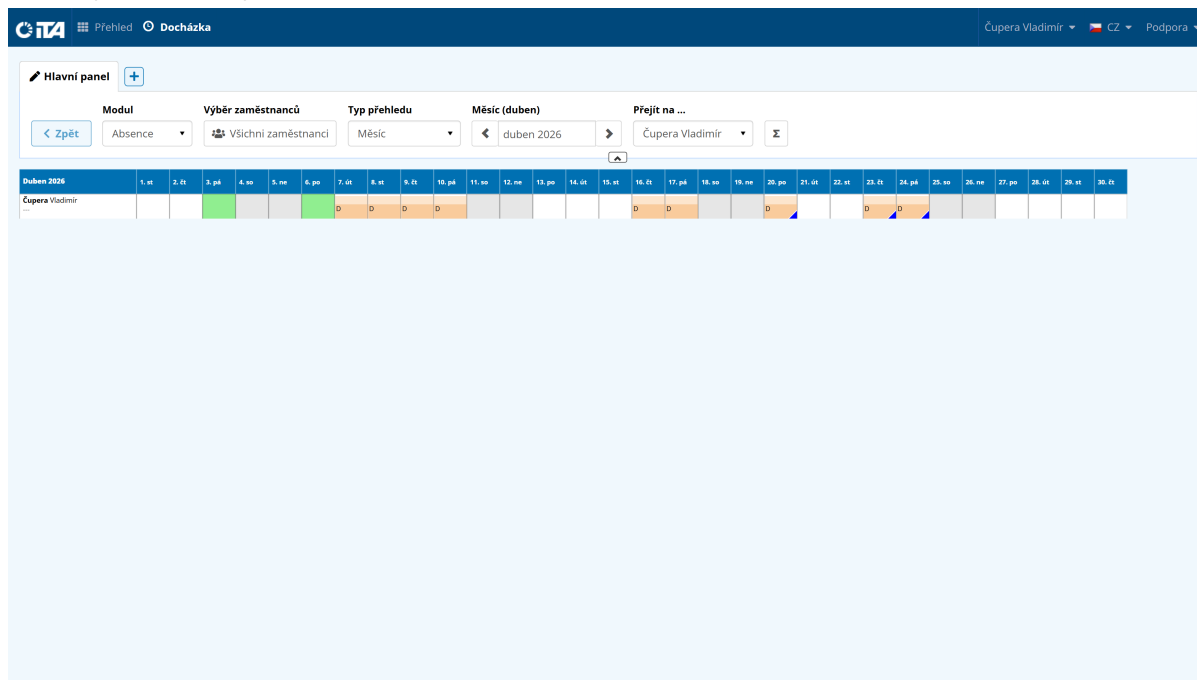 iTA Přehled Docházka Čupera Vladimír CZ Podpora
Hlavní panel +
Modul Výběr zaměstnanců Typ přehledu Měsíc (duben) Přejít na ...
Zpět Absence Všichni zaměstnanci Měsíc duben 2026 Čupera Vladimír Σ
Duben 2026 1. st 2. čt 3. pá 4. so 5. ne 6. po 7. út 8. st 9. čt 10. pá 11. so 12. ne 13. po 14. út 15. st 16. čt 17. pá 18. so 19. ne 20. po 21. út 22. st 23. čt 24. pá 25. so 26. ne 27. po 28. út 29. st 30. čt
Čupera Vladimír
---
D D D D D D D D D